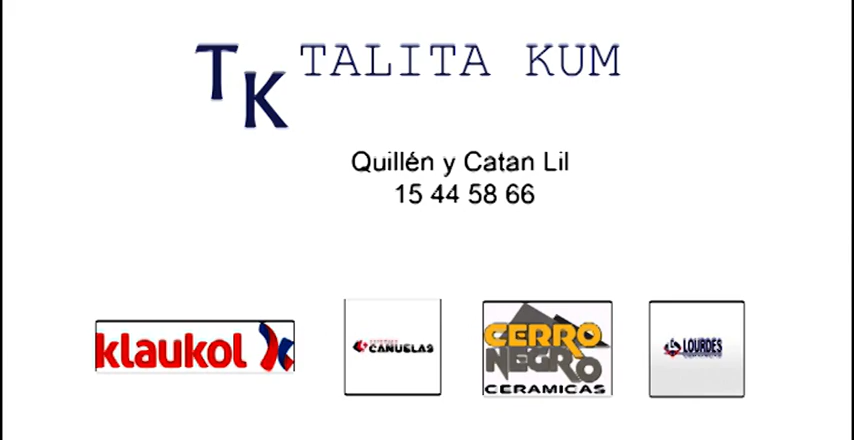 TK TALITA KUM
Quillén y Catan Lil
15 44 58 66
klaukol
CAÑUELAS
CERRO
NEGRO
CERAMICAS
LOURDES